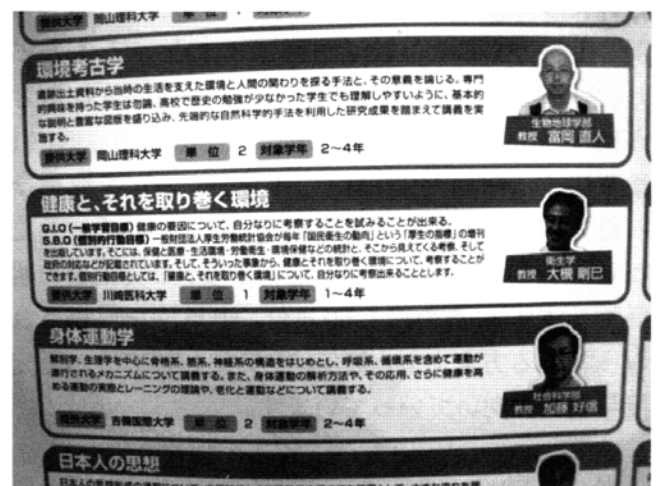 提供大学 岡山理科大学 単 位 対象学年
環境考古学
遺跡出土資料から当時の生活を支えた環境と人間の関わりを探る手法と、その意義を論じる。専門
的興味を持った学生は勿論、高校で歴史の勉強が少なかった学生でも理解しやすいように、基本的
な説明と豊富な図版を盛り込み、先端的な自然科学的手法を利用した研究成果を踏まえて講義を実
施する。
提供大学 岡山理科大学 単 位 2 対象学年 2~4年
生物地球学部
教授 富岡 直人
健康と、それを取り巻く環境
G.I.O(一般学習目標)健康の要因について、自分なりに考察することを試みることが出来る。
S.B.O(個別的行動目標)一般財団法人厚生労働統計協会が毎年「国民衛生の動向」という「厚生の指標」の増刊
を出版しています。そこには、保健と医療・生活環境・労働衛生・環境保健などの統計と、そこから見えてくる考察、そして
政府の対応などが記載されています。そして、そういった事象から、健康とそれを取り巻く環境について、考察することが
できます。個別行動目標としては、「健康と、それを取り巻く環境」について、自分なりに考察出来ることとします。
提供大学 川崎医科大学 単 位 1 対象学年 1~4年
衛生学
教授 大槻 剛巳
身体運動学
解剖学、生理学を中心に骨格系、筋系、神経系の構造をはじめとし、呼吸系、循環系を含めて運動が
遂行されるメカニズムについて講義する。また、身体運動の解析方法や、その応用、さらに健康を高
める運動の実際とレーニングの理論や、老化と運動などについて講義する。
提供大学 吉備国際大学 単 位 2 対象学年 2~4年
社会科学部
教授 加藤 好信
日本人の思想